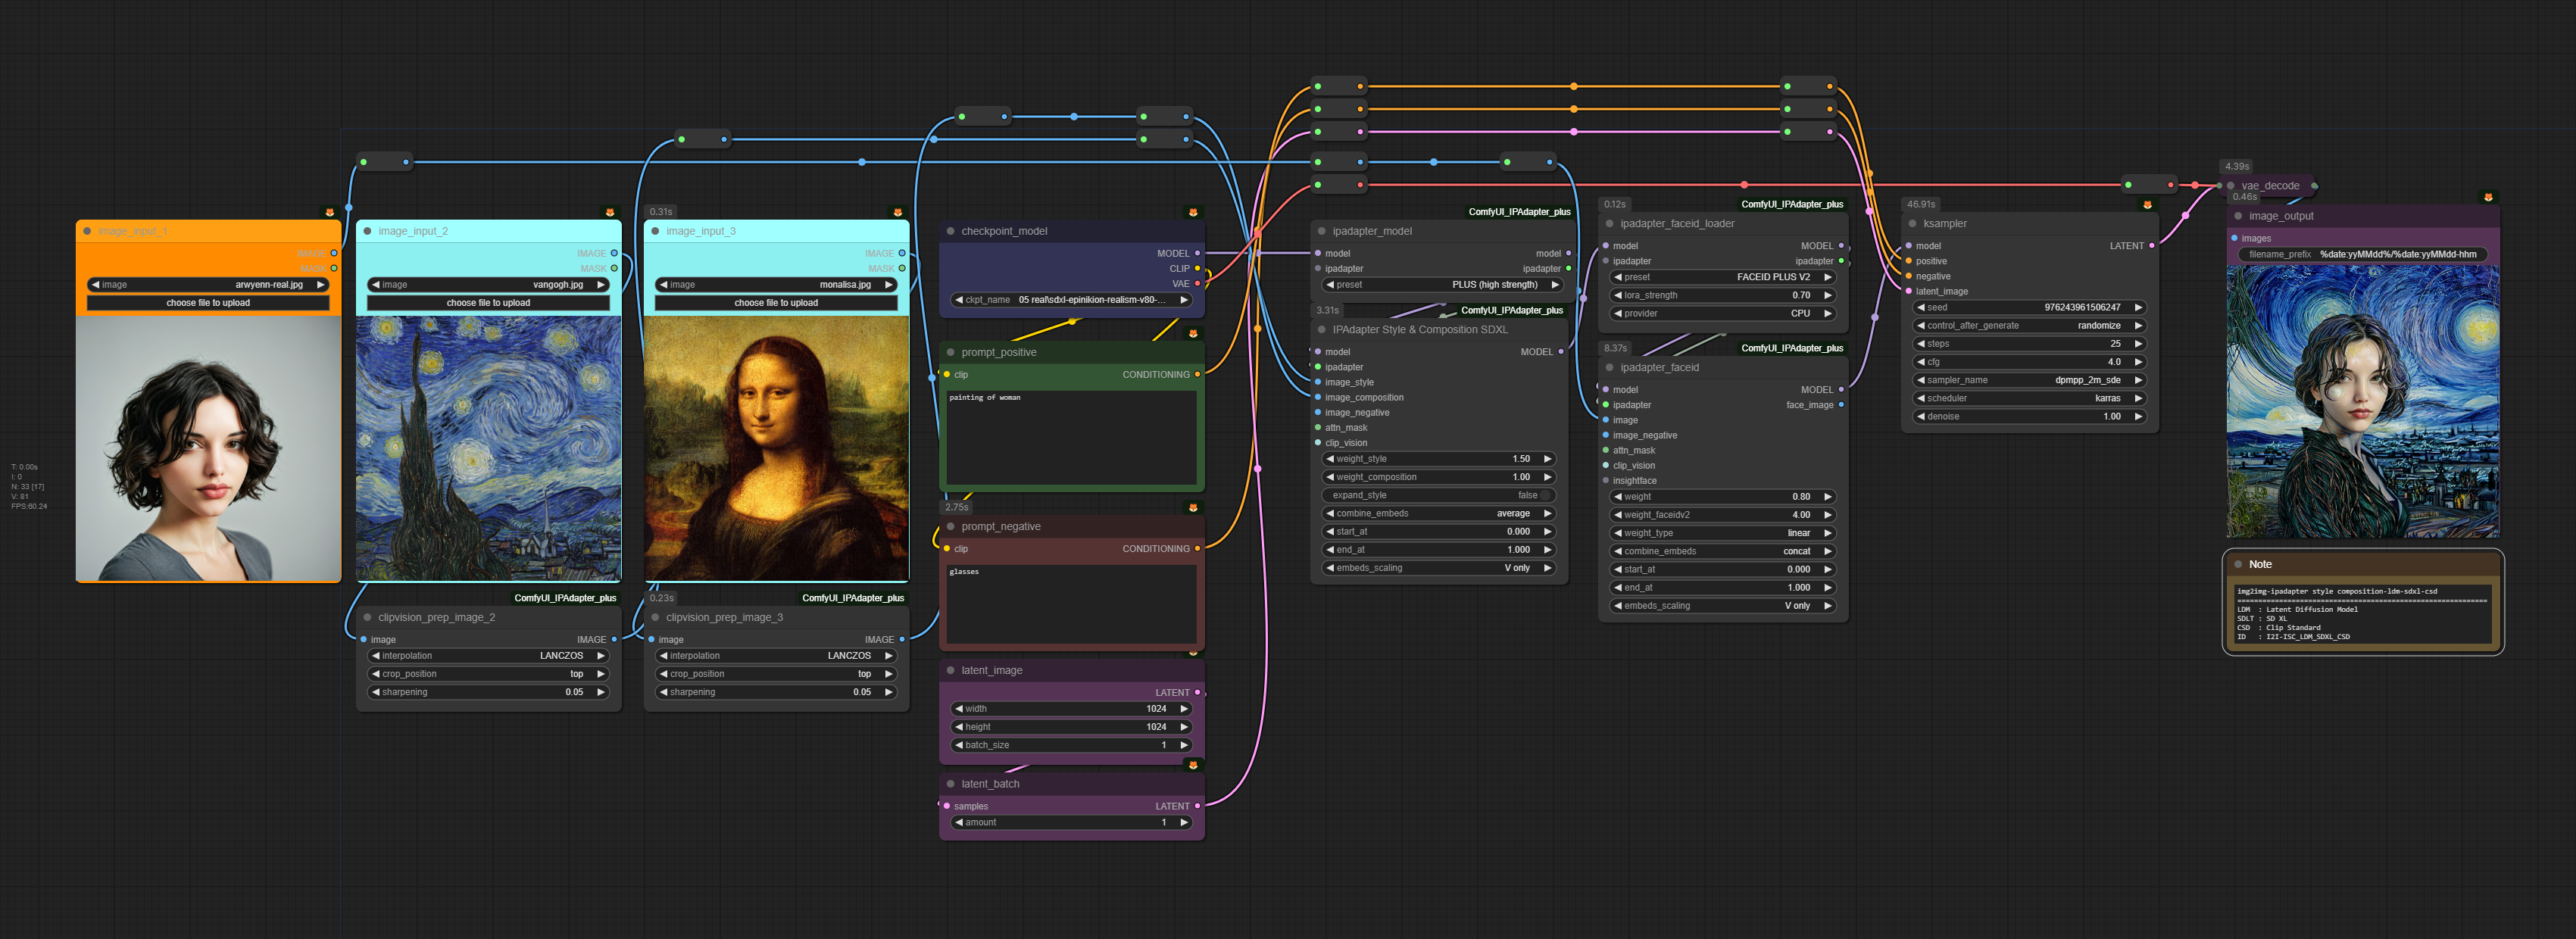 T: 0.00s
I: 0
N: 33 [17]
V: 81
FPS:60.24
image_input_1
IMAGE
MASK
image arwyenn-real.jpg
choose file to upload
image_input_2
IMAGE
MASK
image vangogh.jpg
choose file to upload
0.31s
image_input_3
IMAGE
MASK
image monalisa.jpg
choose file to upload
ComfyUI_IPAdapter_plus
clipvision_prep_image_2
image IMAGE
interpolation LANCZOS
crop_position top
sharpening 0.05
0.23s ComfyUI_IPAdapter_plus
clipvision_prep_image_3
image IMAGE
interpolation LANCZOS
crop_position top
sharpening 0.05
checkpoint_model
MODEL
CLIP
VAE
ckpt_name 05 real\sdxl-epinikion-realism-v80-...
prompt_positive
clip CONDITIONING
painting of woman
2.75s
prompt_negative
clip CONDITIONING
glasses
latent_image
LATENT
width 1024
height 1024
batch_size 1
latent_batch
samples LATENT
amount 1
ComfyUI_IPAdapter_plus
ipadapter_model
model model
ipadapter ipadapter
preset PLUS (high strength)
3.31s ComfyUI_IPAdapter_plus
IPAdapter Style & Composition SDXL
model MODEL
ipadapter
image_style
image_composition
image_negative
attn_mask
clip_vision
weight_style 1.50
weight_composition 1.00
expand_style false
combine_embeds average
start_at 0.000
end_at 1.000
embeds_scaling V only
0.12s ComfyUI_IPAdapter_plus
ipadapter_faceid_loader
model MODEL
ipadapter ipadapter
preset FACEID PLUS V2
lora_strength 0.70
provider CPU
8.37s ComfyUI_IPAdapter_plus
ipadapter_faceid
model MODEL
ipadapter face_image
image
image_negative
attn_mask
clip_vision
insightface
weight 0.80
weight_faceidv2 4.00
weight_type linear
combine_embeds concat
start_at 0.000
end_at 1.000
embeds_scaling V only
46.91s
ksampler
model LATENT
positive
negative
latent_image
seed 976243961506247
control_after_generate randomize
steps 25
cfg 4.0
sampler_name dpmpp_2m_sde
scheduler karras
denoise 1.00
4.39s
vae_decode
0.46s
image_output
images
filename_prefix %date:yyMMdd%/%date:yyMMdd-hhm
Note
img2img-ipadapter style composition-ldm-sdxl-csd
LDM : Latent Diffusion Model
SDLT : SD XL
CSD : Clip Standard
ID : I2I-ISC_LDM_SDXL_CSD